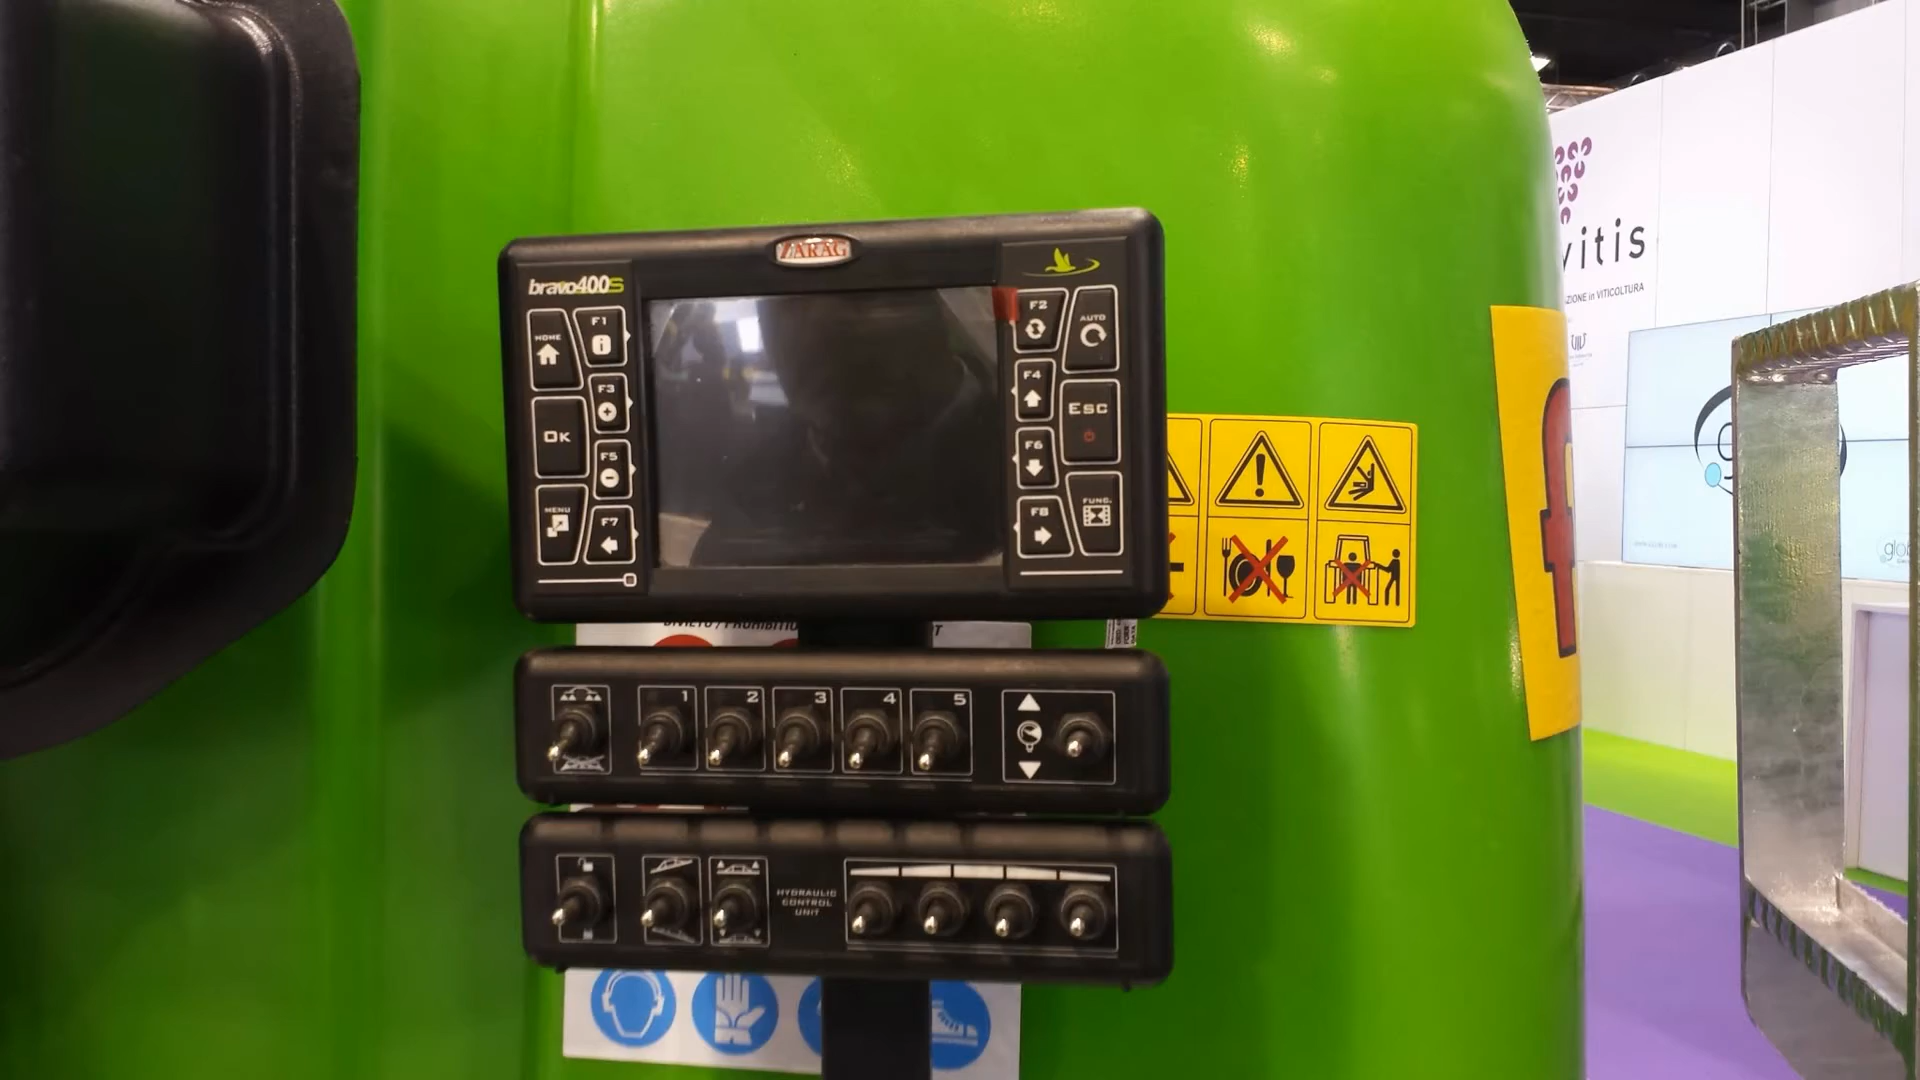 ARAG
bravo400S
HOME
F1
F2
AUTO
F3
F4
OK
ESC
F5
F6
MENU
F7
F8
FUNC.
1
2
3
4
5
HYDRAULIC
CONTROL
UNIT
vitis
ZIONE in VITICOLTURA
f
glob